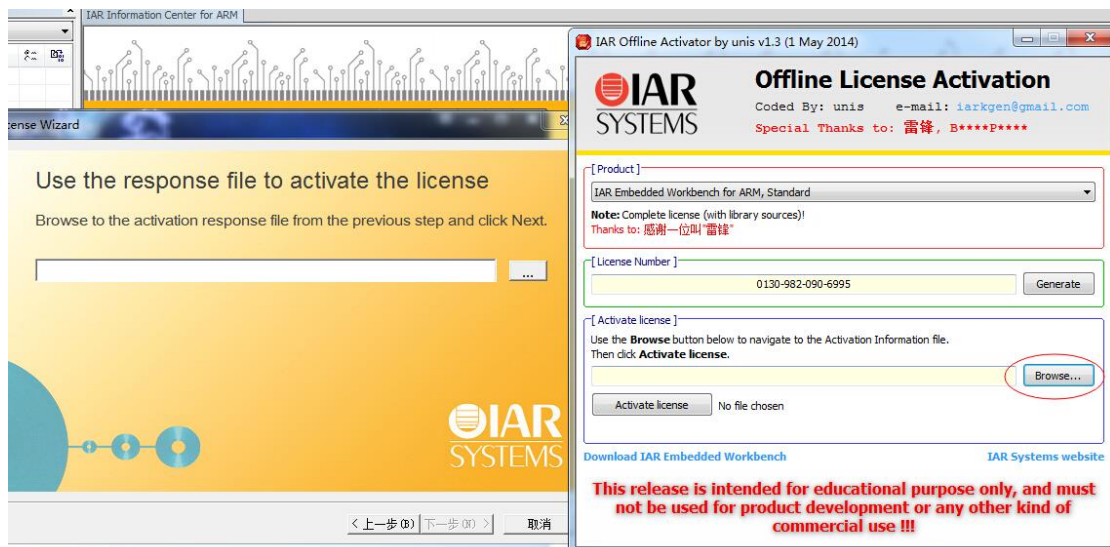 IAR Information Center for ARM
cense Wizard
Use the response file to activate the license
Browse to the activation response file from the previous step and click Next.
...
IAR
SYSTEMS
< 上一步(B)
下一步(N) >
取消
IAR Offline Activator by unis v1.3 (1 May 2014)
IAR
SYSTEMS
Offline License Activation
Coded By: unis e-mail: iarkgen@gmail.com
Special Thanks to: 雷锋, B****P****
[ Product ]
IAR Embedded Workbench for ARM, Standard
Note: Complete license (with library sources)!
Thanks to: 感谢一位叫"雷锋"
[ License Number ]
0130-982-090-6995
Generate
[ Activate license ]
Use the Browse button below to navigate to the Activation Information file.
Then click Activate license.
Browse...
Activate license
No file chosen
Download IAR Embedded Workbench
IAR Systems website
This release is intended for educational purpose only, and must
not be used for product development or any other kind of
commercial use !!!